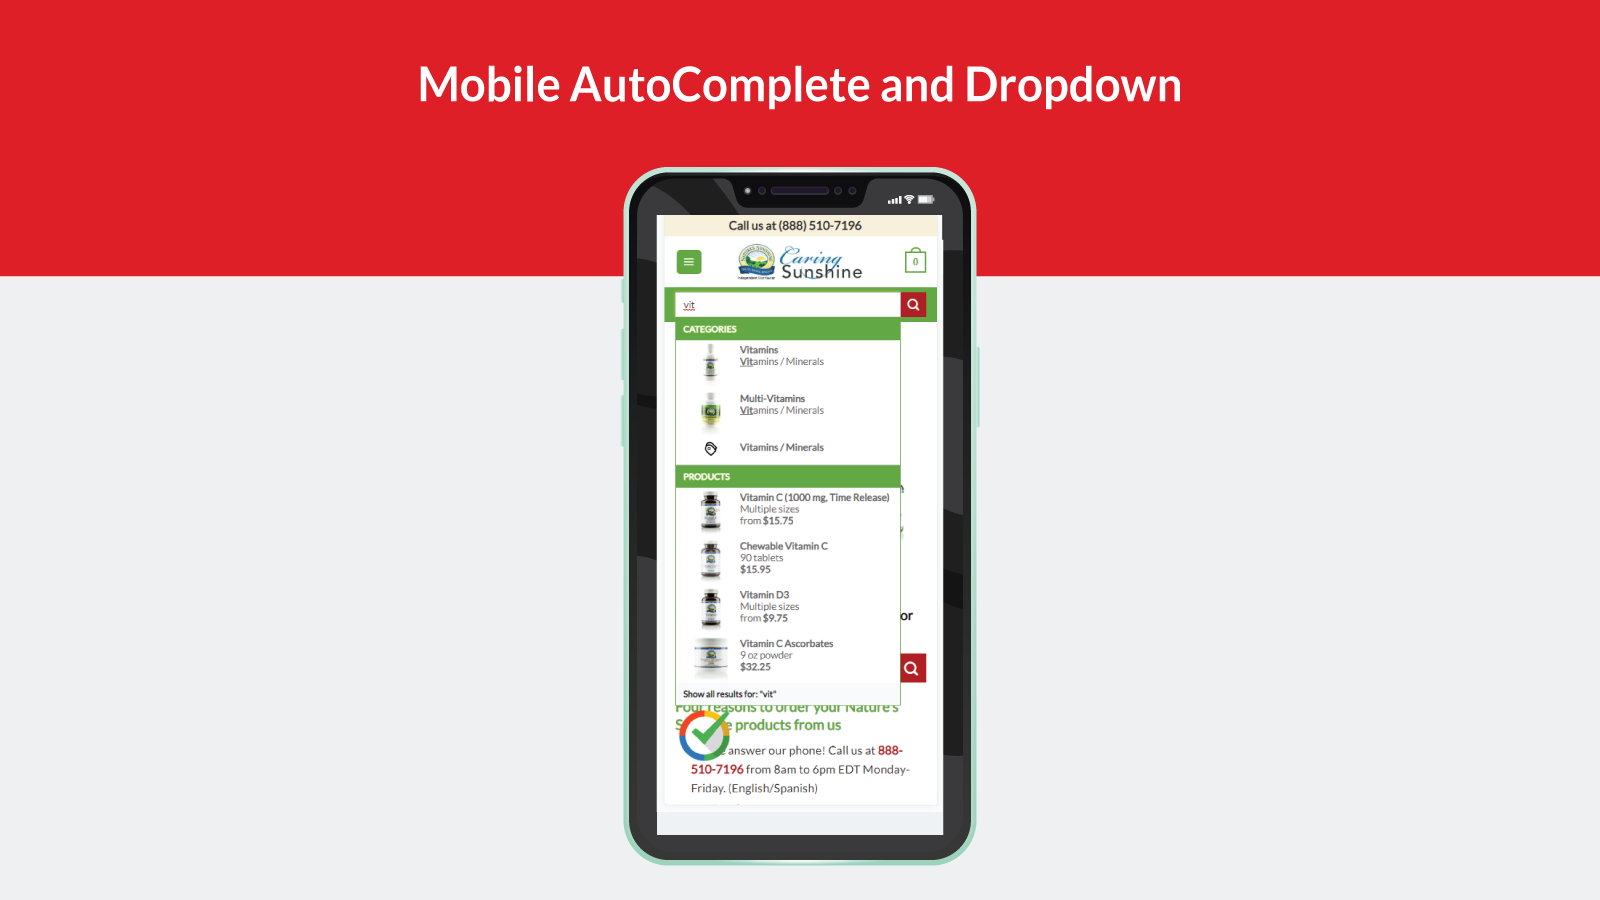 Mobile AutoComplete and Dropdown
Call us at (888) 510-7196
Caring
Sunshine
0
vit
CATEGORIES
Vitamins
Vitamins / Minerals
Multi-Vitamins
Vitamins / Minerals
Vitamins / Minerals
PRODUCTS
Vitamin C (1000 mg, Time Release)
Multiple sizes
from $15.75
Chewable Vitamin C
90 tablets
$15.95
Vitamin D3
Multiple sizes
from $9.75
or
Vitamin C Ascorbates
9 oz powder
$32.25
Show all results for: "vit"
Four reasons to order your Nature's
products from us
answer our phone! Call us at 888-
510-7196 from 8am to 6pm EDT Monday-
Friday. (English/Spanish)